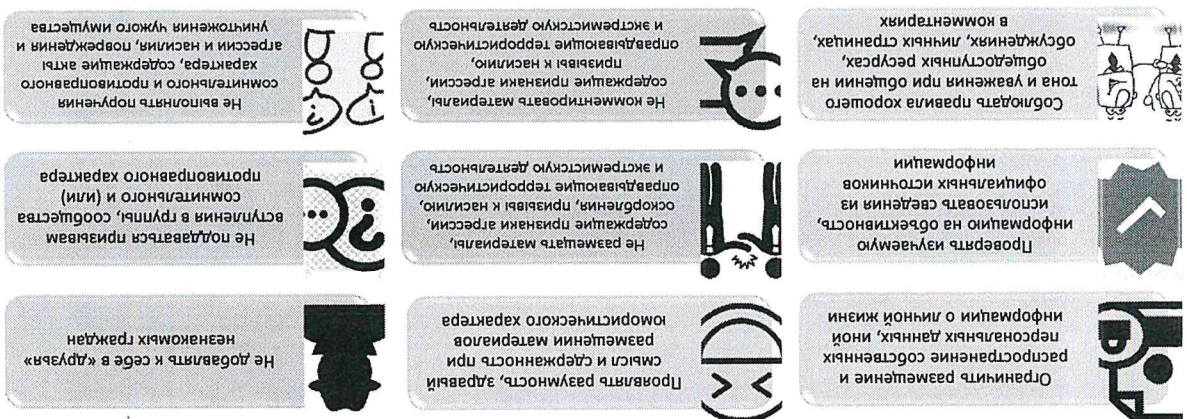 Ограничить размещение и
распространение собственных
персональных данных, иной
информации о личной жизни
Проявлять разумность, здравый
смысл и сдержанность при
размещении материалов
юмористического характера
Не добавлять к себе в «друзья»
незнакомых граждан
Проверять изучаемую
информацию на объективность,
использовать сведения из
официальных источников
информации
Не размещать материалы,
содержащие признаки агрессии,
оскорбления, призывы к насилию,
оправдывающие террористическую
и экстремистскую деятельность
Не поддаваться призывам
вступления в группы, сообщества
сомнительного и (или)
противоправного характера
Соблюдать правила хорошего
тона и уважения при общении на
общедоступных ресурсах,
обсуждениях, личных страницах,
в комментариях
Не комментировать материалы,
содержащие признаки агрессии,
призывы к насилию,
оправдывающие террористическую
и экстремистскую деятельность
Не выполнять поручения
сомнительного и противоправного
характера, содержащие акты
агрессии и насилия, повреждения и
уничтожения чужого имущества